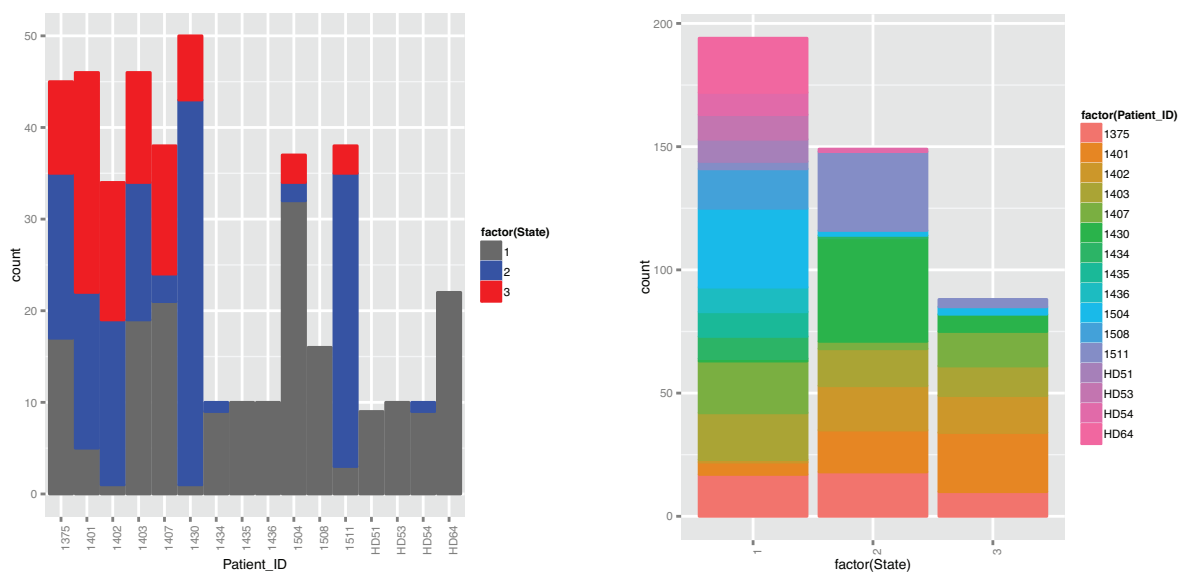 50
40
30
20
10
0
count
1375
1401
1402
1403
1407
1430
1434
1435
1436
1504
1508
1511
HD51
HD53
HD54
HD64
Patient_ID
factor(State)
1
2
3
200
150
100
50
0
count
1
2
3
factor(State)
factor(Patient_ID)
1375
1401
1402
1403
1407
1430
1434
1435
1436
1504
1508
1511
HD51
HD53
HD54
HD64